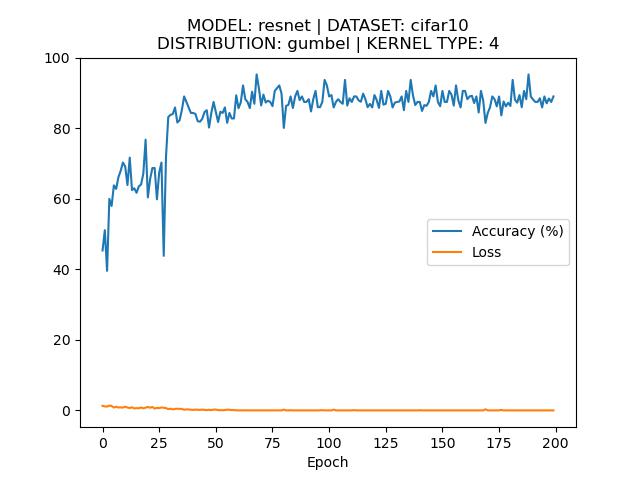 MODEL: resnet | DATASET: cifar10
DISTRIBUTION: gumbel | KERNEL TYPE: 4
100
80
60
40
20
0
Accuracy (%)
Loss
0 25 50 75 100 125 150 175 200
Epoch